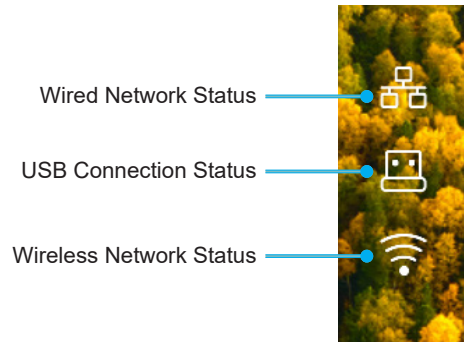 Wired Network Status
USB Connection Status
Wireless Network Status